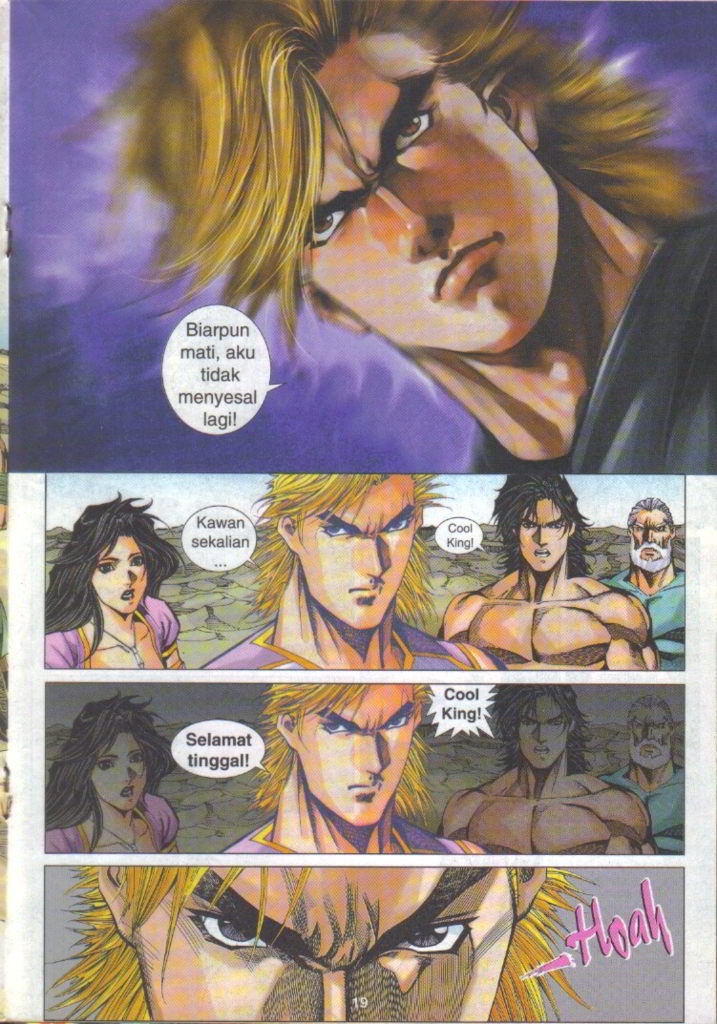 Biarpun
mati, aku
tidak
menyesal
lagi!
Kawan
sekalian
...
Cool
King!
Selamat
tinggal!
Cool
King!
Hoah
19